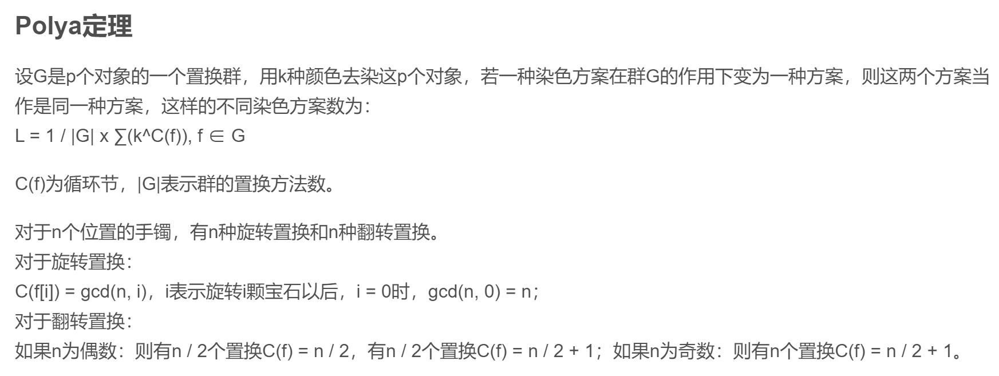 Polya定理
设G是p个对象的一个置换群，用k种颜色去染这p个对象，若一种染色方案在群G的作用下变为一种方案，则这两个方案当
作是同一种方案，这样的不同染色方案数为：
L = 1 / |G| x ∑(k^C(f)), f ∈ G
C(f)为循环节，|G|表示群的置换方法数。
对于n个位置的手镯，有n种旋转置换和n种翻转置换。
对于旋转置换：
C(f[i]) = gcd(n, i)，i表示旋转i颗宝石以后，i = 0时，gcd(n, 0) = n；
对于翻转置换：
如果n为偶数：则有n / 2个置换C(f) = n / 2，有n / 2个置换C(f) = n / 2 + 1；如果n为奇数：则有n个置换C(f) = n / 2 + 1。